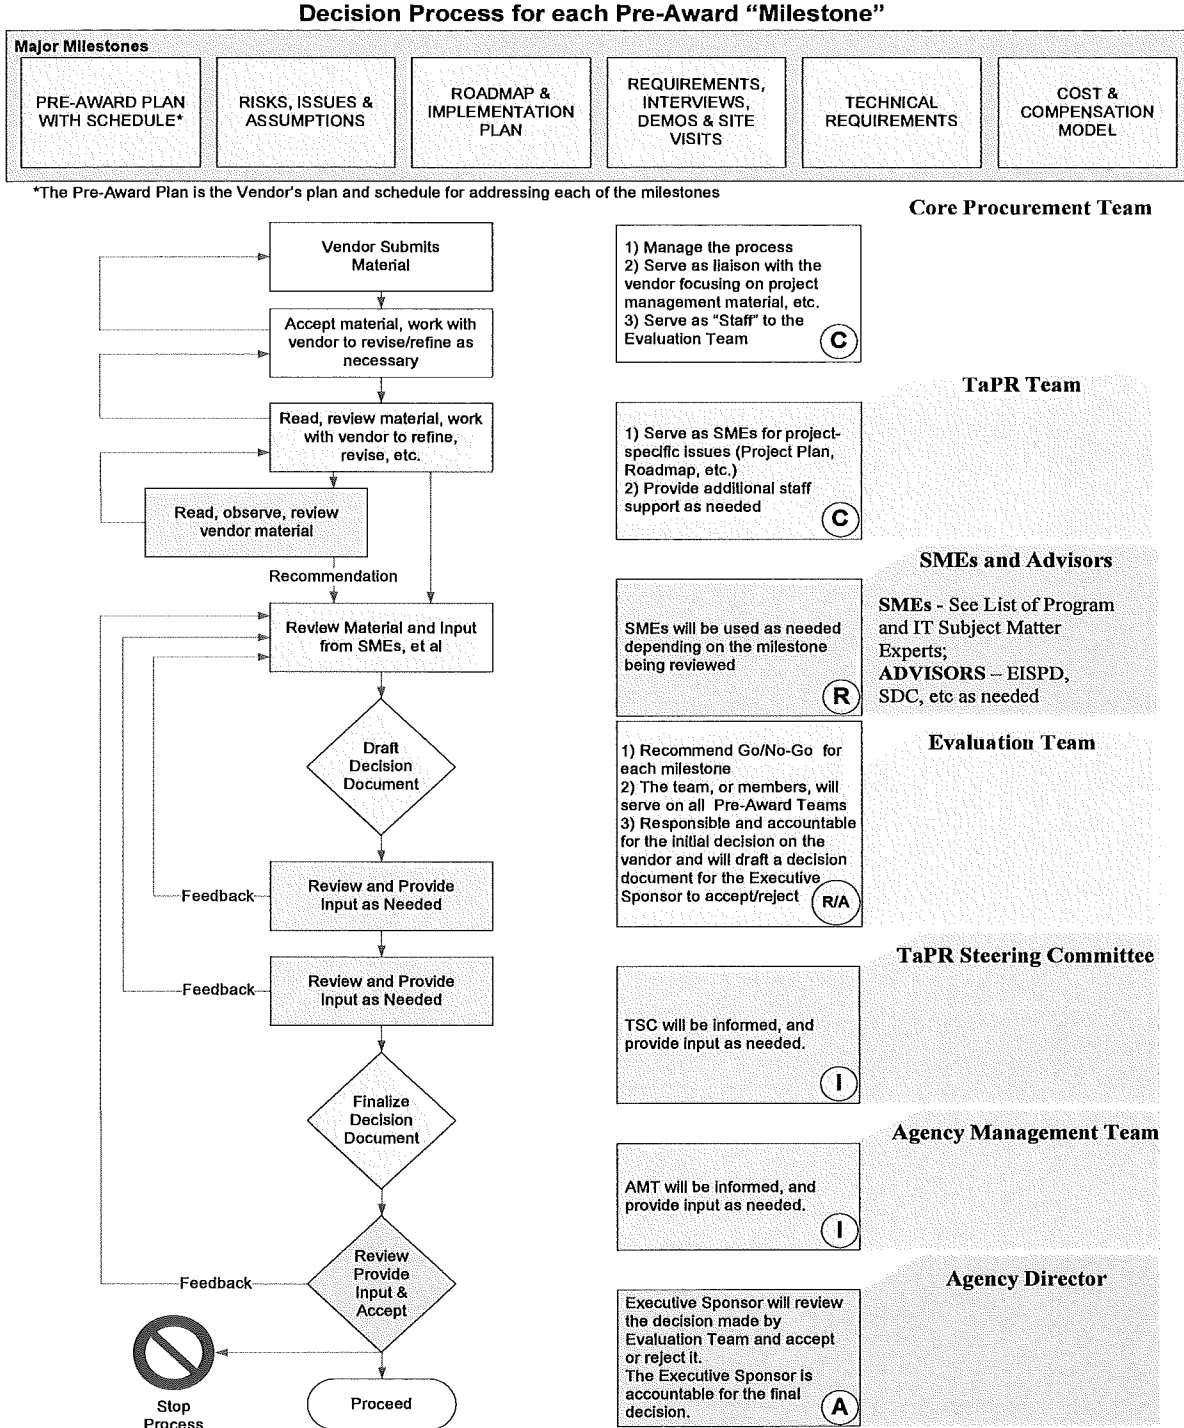 Decision Process for each Pre-Award “Milestone”
Major Milestones
PRE-AWARD PLAN
WITH SCHEDULE*
RISKS, ISSUES &
ASSUMPTIONS
ROADMAP &
IMPLEMENTATION
PLAN
REQUIREMENTS,
INTERVIEWS,
DEMOS & SITE
VISITS
TECHNICAL
REQUIREMENTS
COST &
COMPENSATION
MODEL
*The Pre-Award Plan is the Vendor's plan and schedule for addressing each of the milestones
Vendor Submits
Material
Accept material, work with
vendor to revise/refine as
necessary
Read, review material, work
with vendor to refine,
revise, etc.
Read, observe, review
vendor material
Recommendation
Review Material and Input
from SMEs, et al
Draft
Decision
Document
Feedback
Review and Provide
Input as Needed
Feedback
Review and Provide
Input as Needed
Finalize
Decision
Document
Feedback
Review
Provide
Input &
Accept
Stop
Process
Proceed
Core Procurement Team
1) Manage the process
2) Serve as liaison with the
vendor focusing on project
management material, etc.
3) Serve as “Staff” to the
Evaluation Team
C
TaPR Team
1) Serve as SMEs for project-
specific issues (Project Plan,
Roadmap, etc.)
2) Provide additional staff
support as needed
C
SMEs and Advisors
SMEs will be used as needed
depending on the milestone
being reviewed
R
SMEs - See List of Program
and IT Subject Matter
Experts;
ADVISORS – EISPD,
SDC, etc as needed
Evaluation Team
1) Recommend Go/No-Go for
each milestone
2) The team, or members, will
serve on all Pre-Award Teams
3) Responsible and accountable
for the initial decision on the
vandor and will draft a decision
document for the Executive
Sponsor to accept/reject
R/A
TaPR Steering Committee
TSC will be informed, and
provide input as needed.
I
Agency Management Team
AMT will be informed, and
provide input as needed.
I
Agency Director
Executive Sponsor will review
the decision made by
Evaluation Team and accept
or reject it.
The Executive Sponsor is
accountable for the final
decision.
A